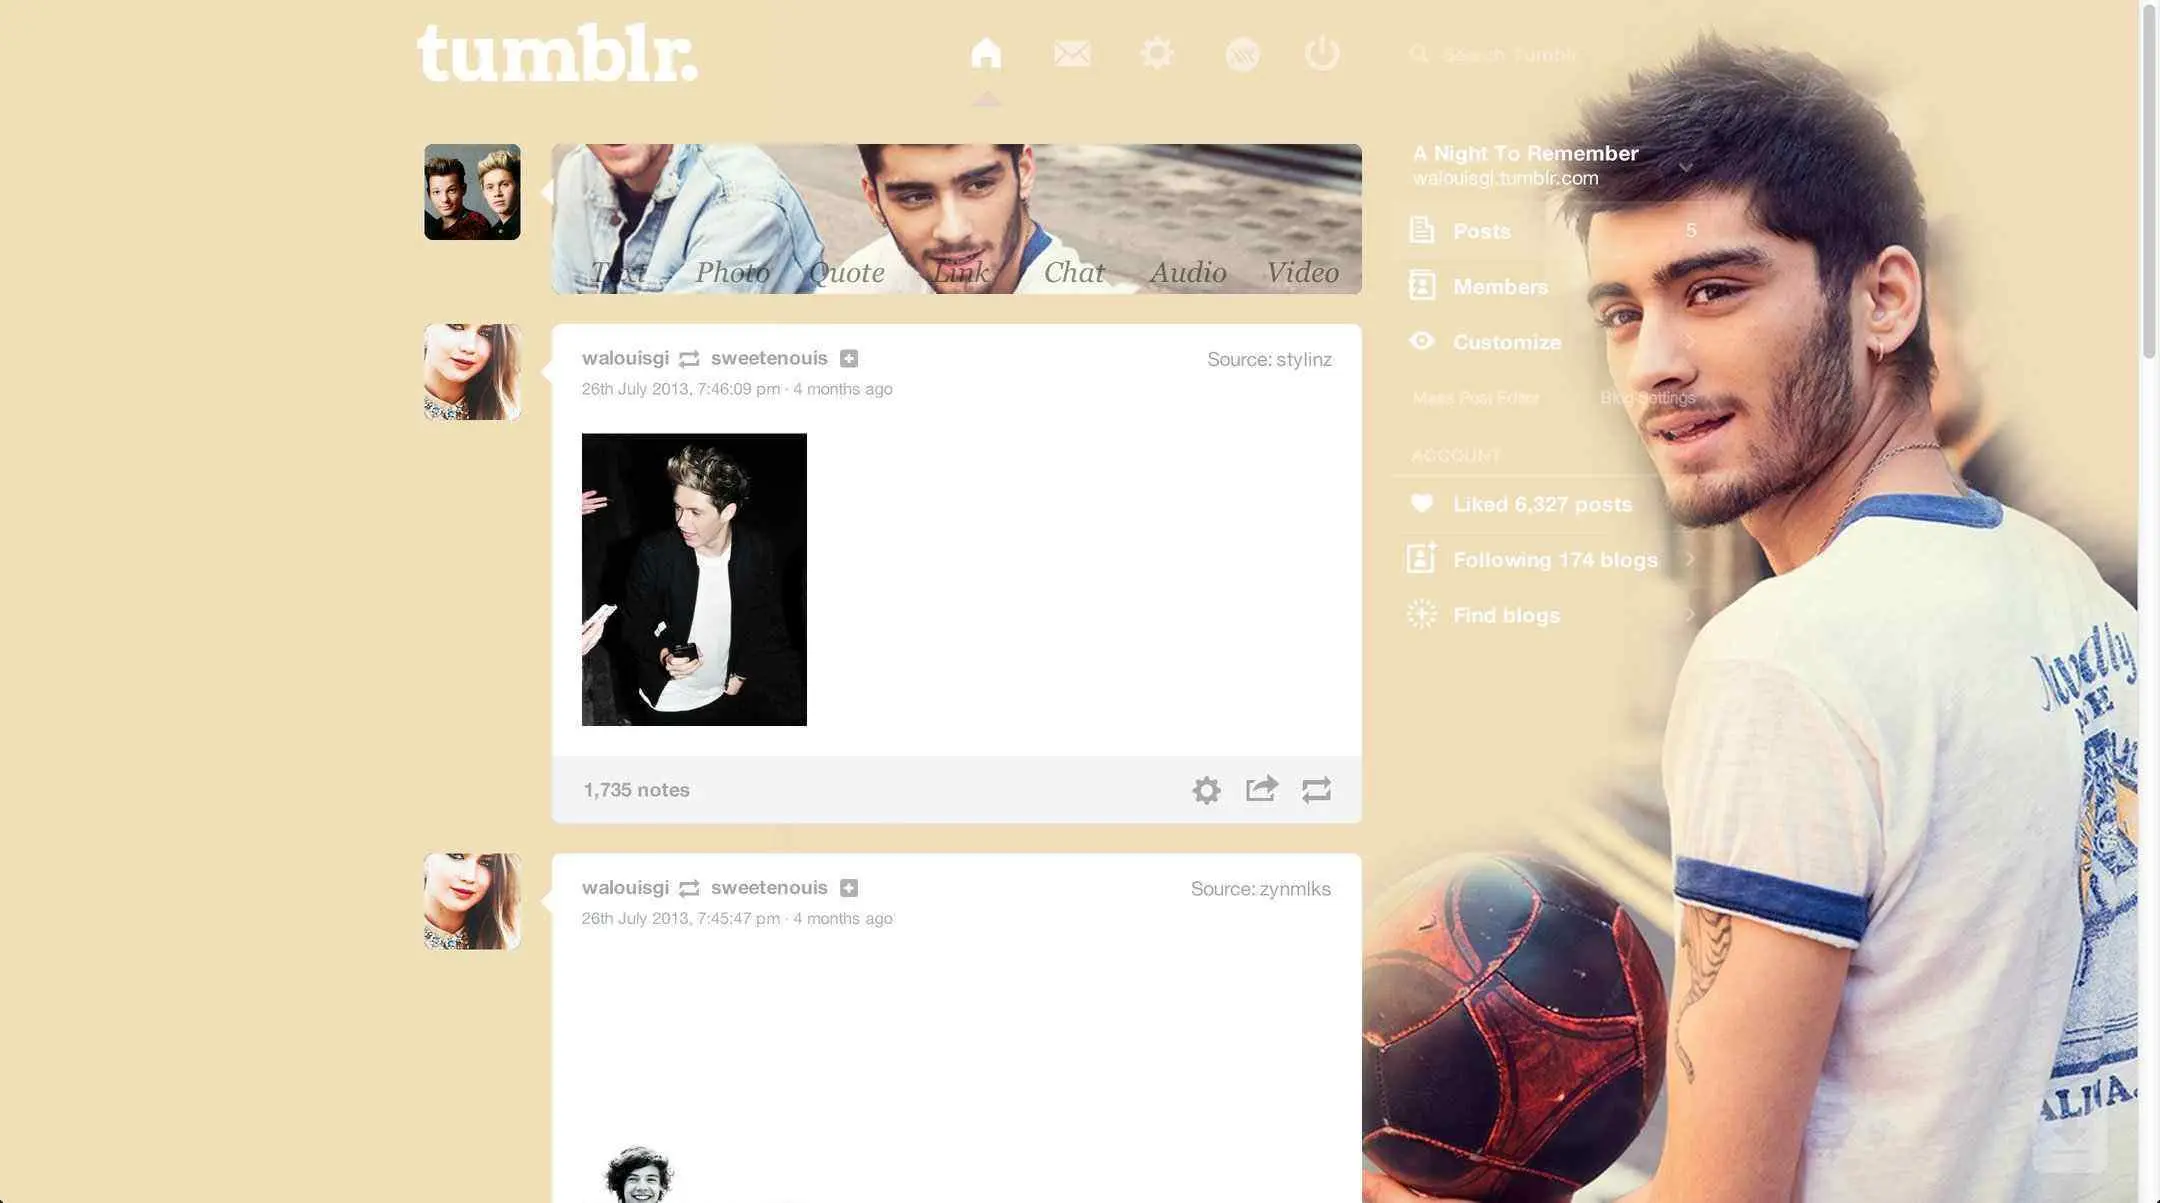 tumblr.
Search Tumblr
Text Photo Quote Link Chat Audio Video
A Night To Remember
walouisgi.tumblr.com
Posts 5
Members
Customize
Mass Post Editor Blog Settings
ACCOUNT
Liked 6,327 posts
Following 174 blogs
Find blogs
walouisgi sweetenouis Source: stylinz
26th July 2013, 7:46:09 pm · 4 months ago
1,735 notes
walouisgi sweetenouis Source: zynmlks
26th July 2013, 7:45:47 pm · 4 months ago